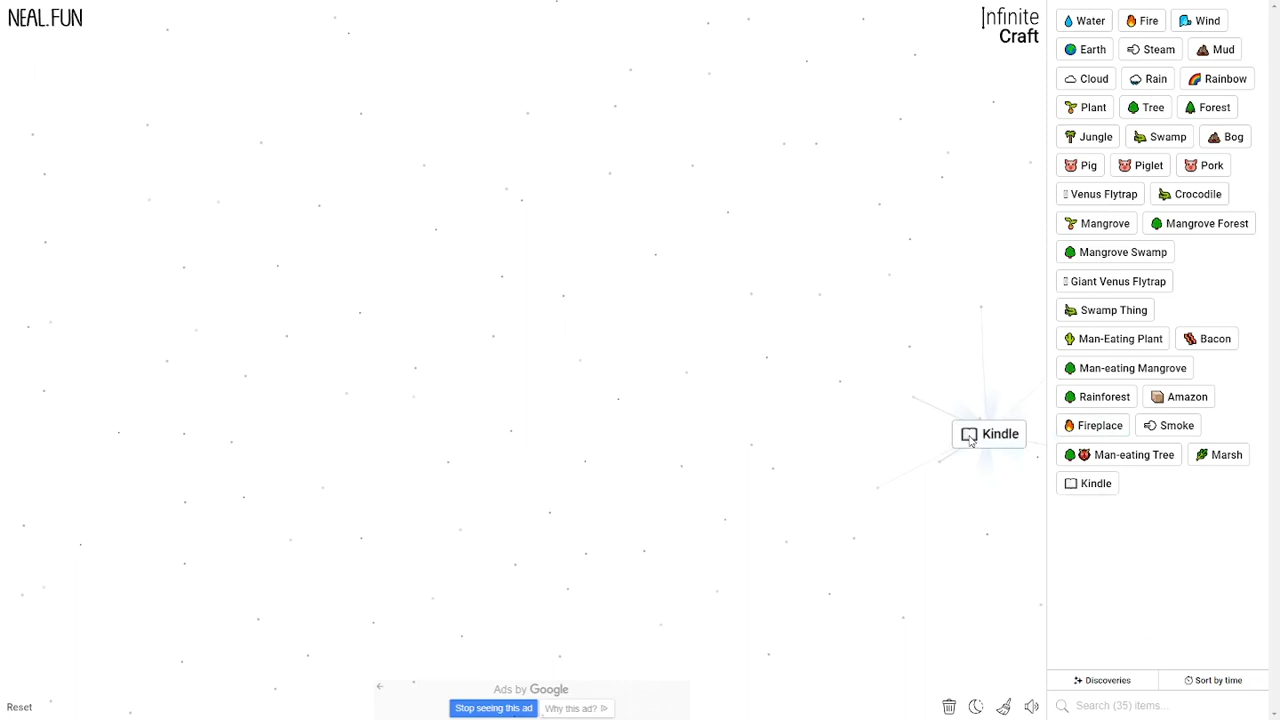 NEAL.FUN
Infinite
Craft
Water Fire Wind
Earth Steam Mud
Cloud Rain Rainbow
Plant Tree Forest
Jungle Swamp Bog
Pig Piglet Pork
Venus Flytrap Crocodile
Mangrove Mangrove Forest
Mangrove Swamp
Giant Venus Flytrap
Swamp Thing
Man-Eating Plant Bacon
Man-eating Mangrove
Rainforest Amazon
Fireplace Smoke
Man-eating Tree Marsh
Kindle
Kindle
Discoveries Sort by time
Search (35) items...
Reset
Ads by Google
Stop seeing this ad Why this ad?